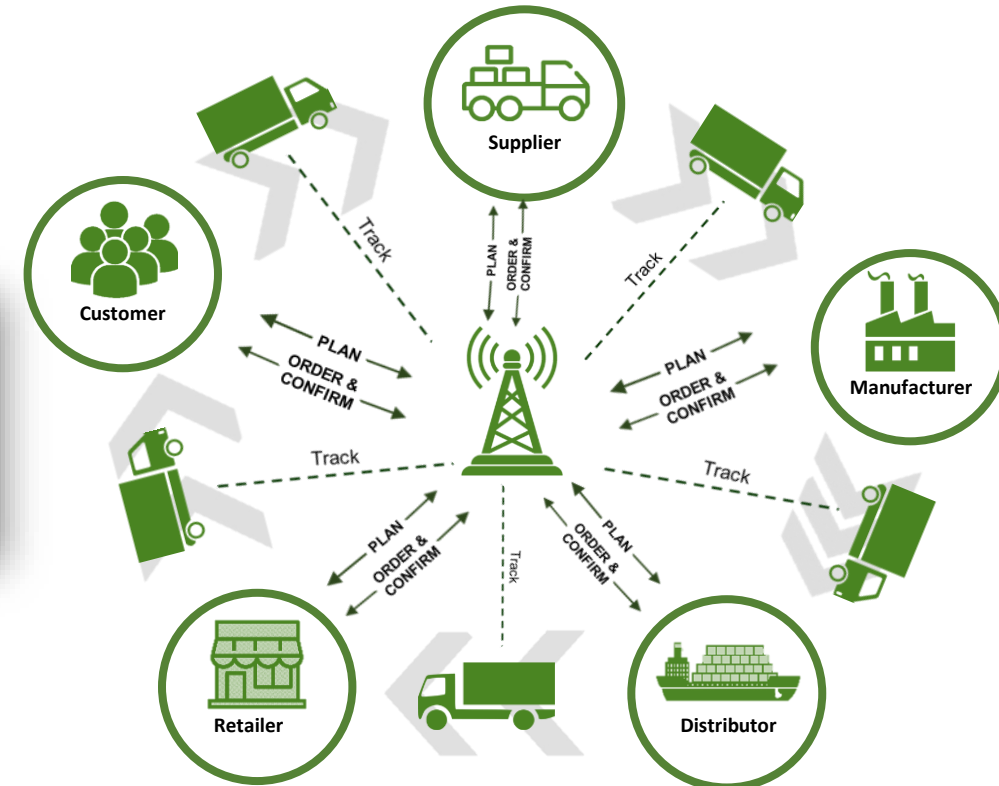 Supplier
Track
Track
PLAN
ORDER &
CONFIRM
Customer
PLAN
ORDER &
CONFIRM
PLAN
ORDER &
CONFIRM
Manufacturer
Track
Track
PLAN
ORDER &
CONFIRM
Track
PLAN
ORDER &
CONFIRM
Retailer
Distributor